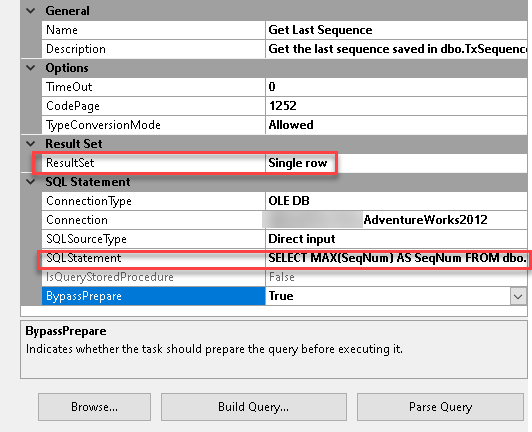 General
Name Get Last Sequence
Description Get the last sequence saved in dbo.TxSequenc
Options
TimeOut 0
CodePage 1252
TypeConversionMode Allowed
Result Set
ResultSet Single row
SQL Statement
ConnectionType OLE DB
Connection AdventureWorks2012
SQLSourceType Direct input
SQLStatement SELECT MAX(SeqNum) AS SeqNum FROM dbo.
IsQueryStoredProcedure False
BypassPrepare True
BypassPrepare
Indicates whether the task should prepare the query before executing it.
Browse... Build Query... Parse Query